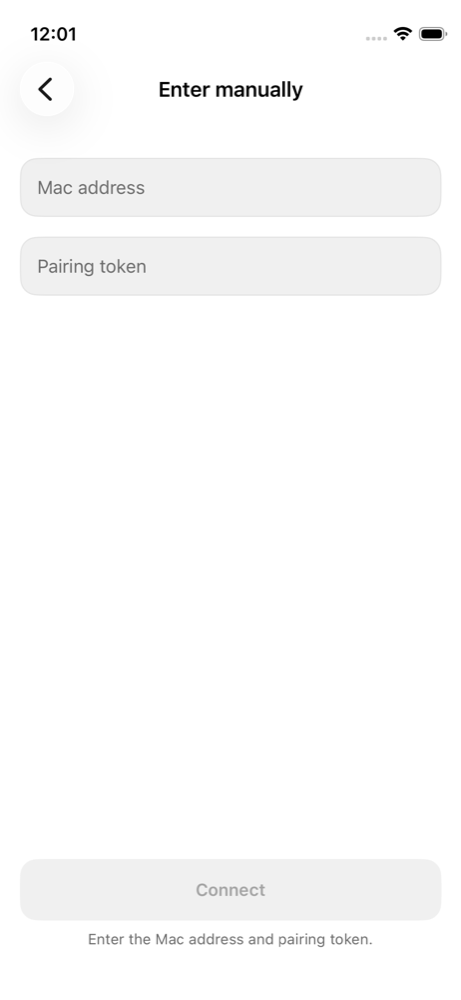 12:01
Enter manually
Mac address
Pairing token
Connect
Enter the Mac address and pairing token.